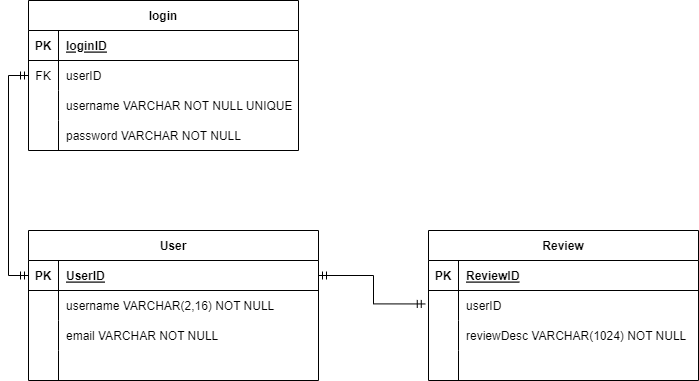 login
PK loginID
FK userID
username VARCHAR NOT NULL UNIQUE
password VARCHAR NOT NULL
User
PK UserID
username VARCHAR(2,16) NOT NULL
email VARCHAR NOT NULL
Review
PK ReviewID
userID
reviewDesc VARCHAR(1024) NOT NULL